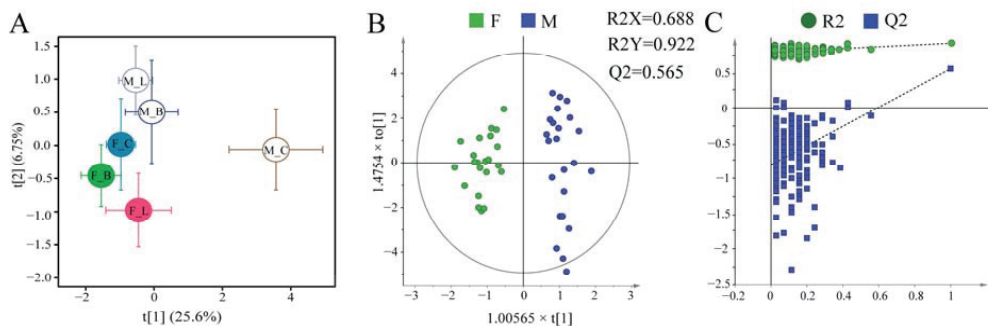 A
1.5
1.0
0.5
0.0
−0.5
−1.0
−1.5
−2.0
t[2] (6.75%)
M_L
M_B
F_C
M_C
F_B
F_L
−2
0
2
4
t[1] (25.6%)
B
F
M
R2X=0.688
R2Y=0.922
Q2=0.565
4
2
0
−2
−4
1.4754 × to[1]
−3
−2
−1
0
1
2
3
1.00565 × t[1]
C
R2
Q2
0
−0.5
−1
−1.5
−2
−2.5
−0.2
0
0.2
0.4
0.6
0.8
1